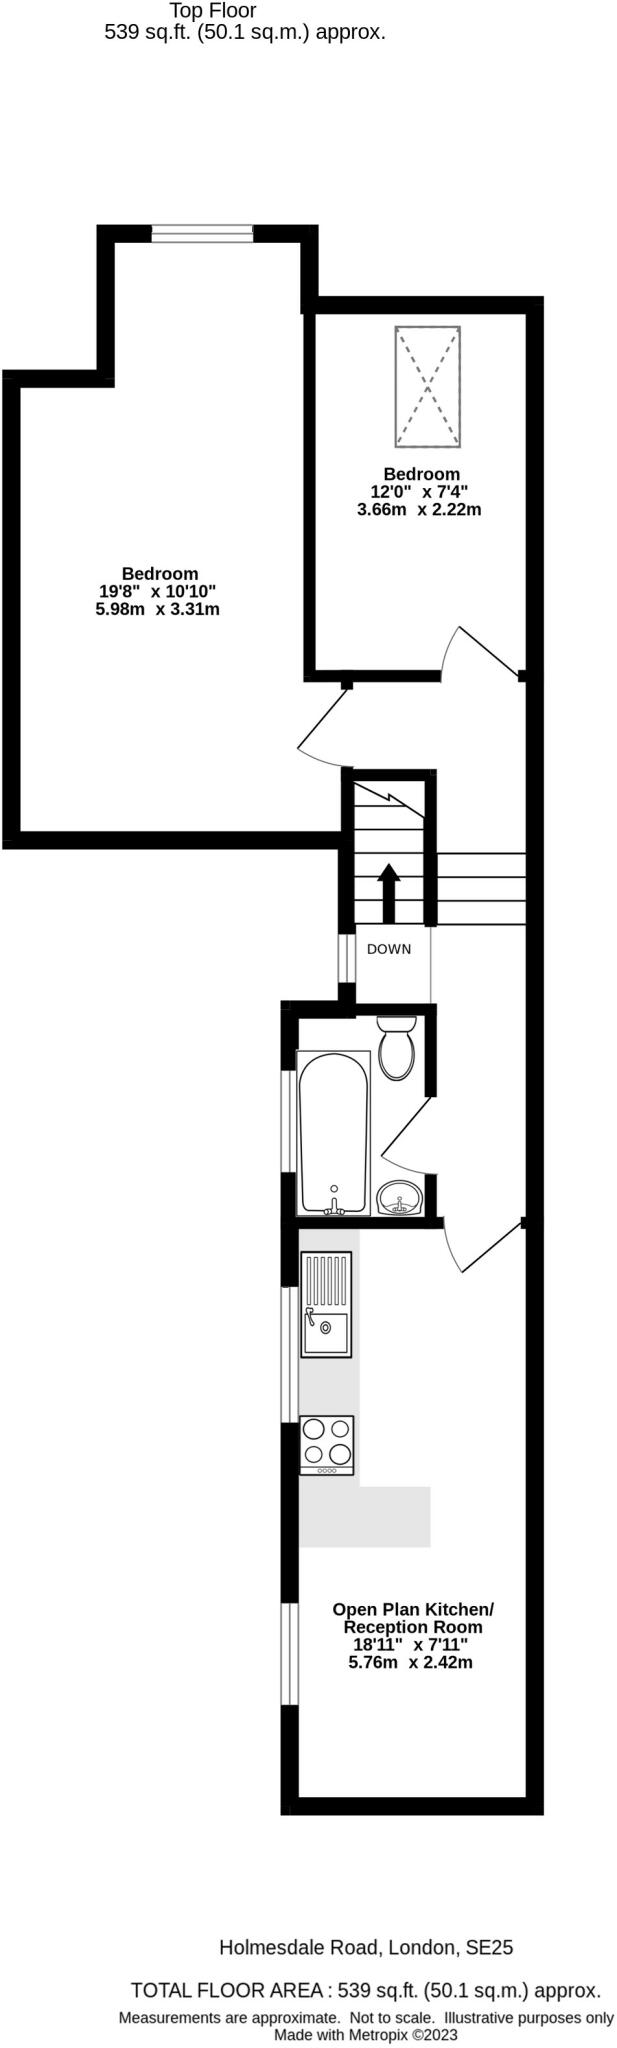 Top Floor
539 sq.ft. (50.1 sq.m.) approx.
Bedroom
12'0"  x 7'4"
3.66m  x 2.22m
Bedroom
19'8"  x 10'10"
5.98m  x 3.31m
DOWN
Open Plan Kitchen/
Reception Room
18'11"  x 7'11"
5.76m  x 2.42m
Holmesdale Road, London, SE25
TOTAL FLOOR AREA : 539 sq.ft. (50.1 sq.m.) approx.
Measurements are approximate.  Not to scale.  Illustrative purposes only
Made with Metropix ©2023